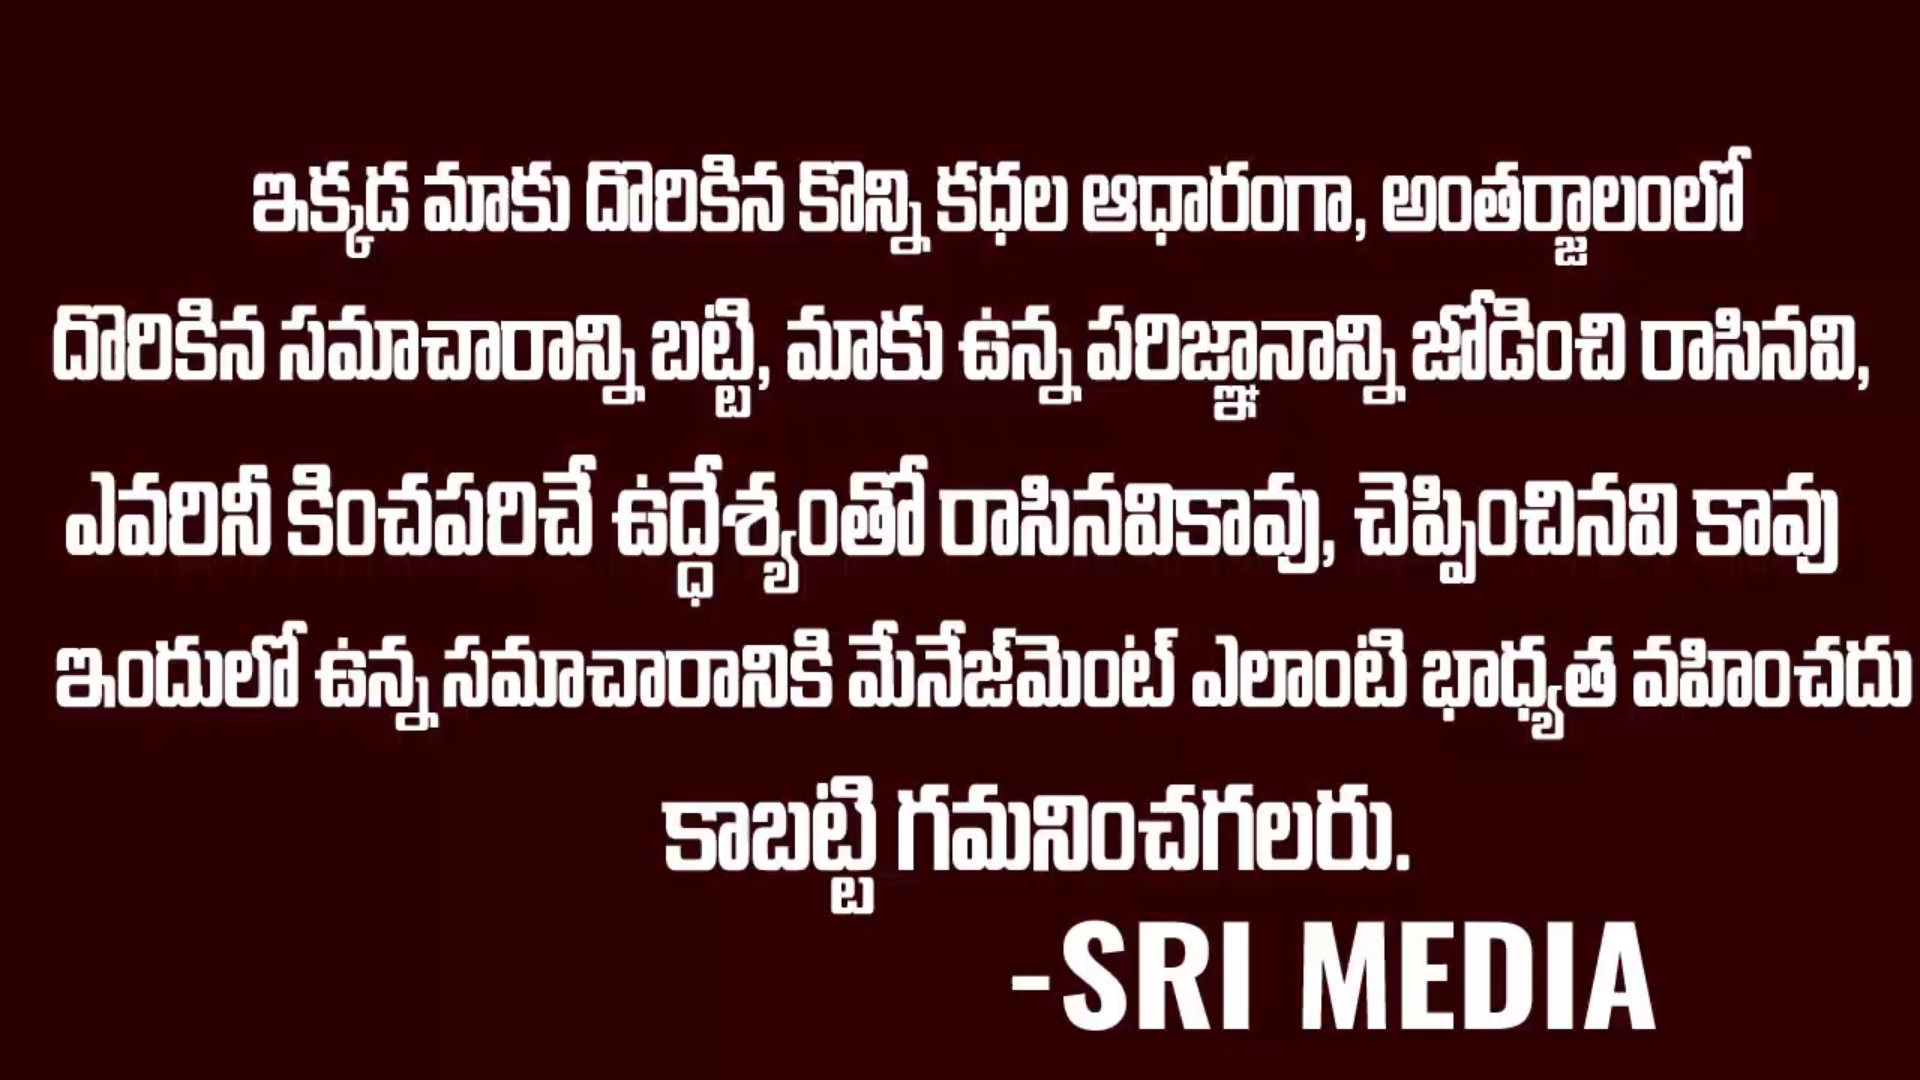 ఇక్కడ మాకు దొరికిన కొన్ని కధల ఆధారంగా, అంతర్జాలంలో
దొరికిన సమాచారాన్ని బట్టి, మాకు ఉన్న పరిజ్ఞానాన్ని జోడించి రాసినవి,
ఎవరినీ కించపరిచే ఉద్ధేశ్యంతో రాసినవికావు, చెప్పించినవి కావు
ఇందులో ఉన్న సమాచారానికి మేనేజ్‌మెంట్ ఎలాంటి భాధ్యత వహించదు
కాబట్టి గమనించగలరు.
-SRI MEDIA